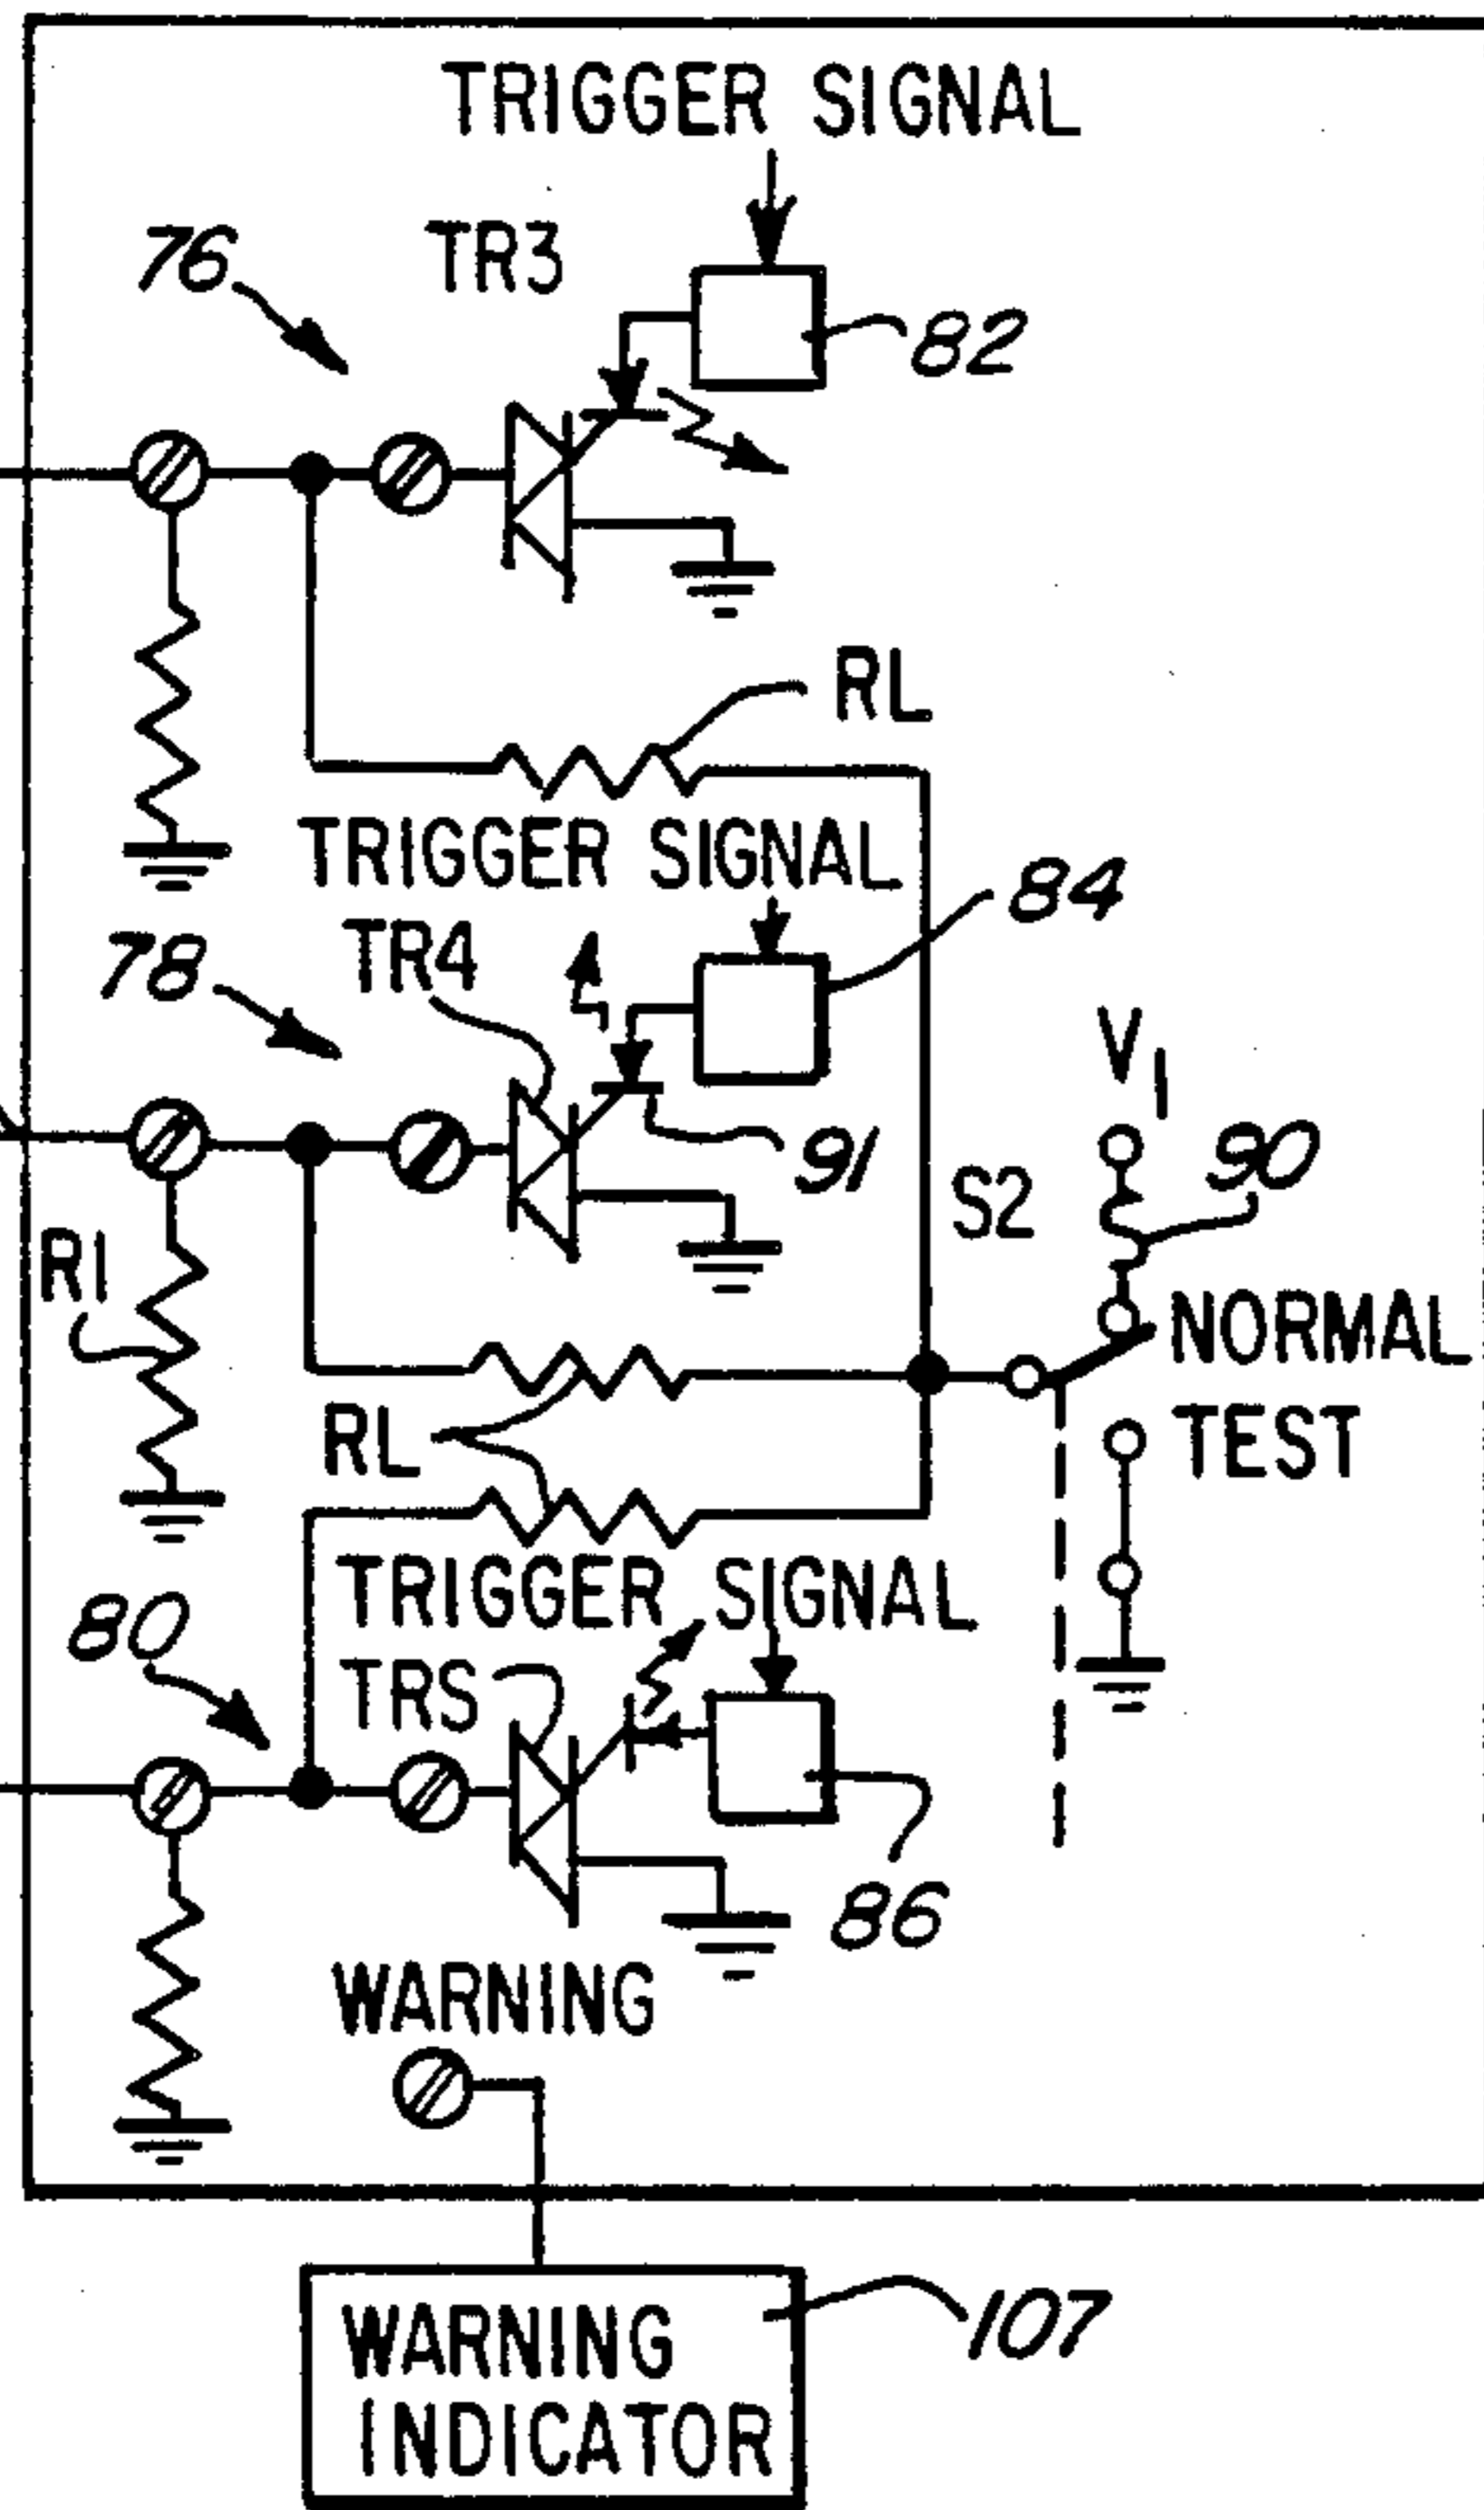 TRIGGER SIGNAL
76
TR3
82
RL
TRIGGER SIGNAL
84
78
TR4
91
V1
90
S2
R1
NORMAL
RL
TEST
TRIGGER SIGNAL
80
TRS
86
WARNING
WARNING
INDICATOR
107